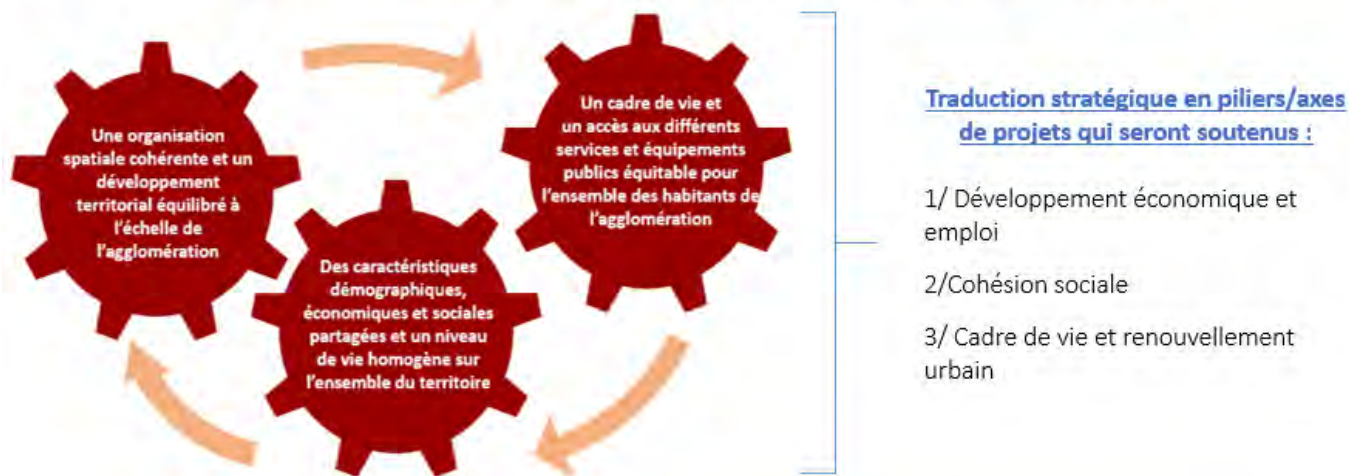 Une organisation
spatiale cohérente et un
développement
territorial équilibré à
l'échelle de
l'agglomération
Un cadre de vie et
un accès aux différents
services et équipements
publics équitable pour
l'ensemble des habitants de
l'agglomération
Des caractéristiques
démographiques,
économiques et sociales
partagées et un niveau
de vie homogène sur
l'ensemble du territoire
Traduction stratégique en piliers/axes
de projets qui seront soutenus :
1/ Développement économique et
emploi
2/Cohésion sociale
3/ Cadre de vie et renouvellement
urbain